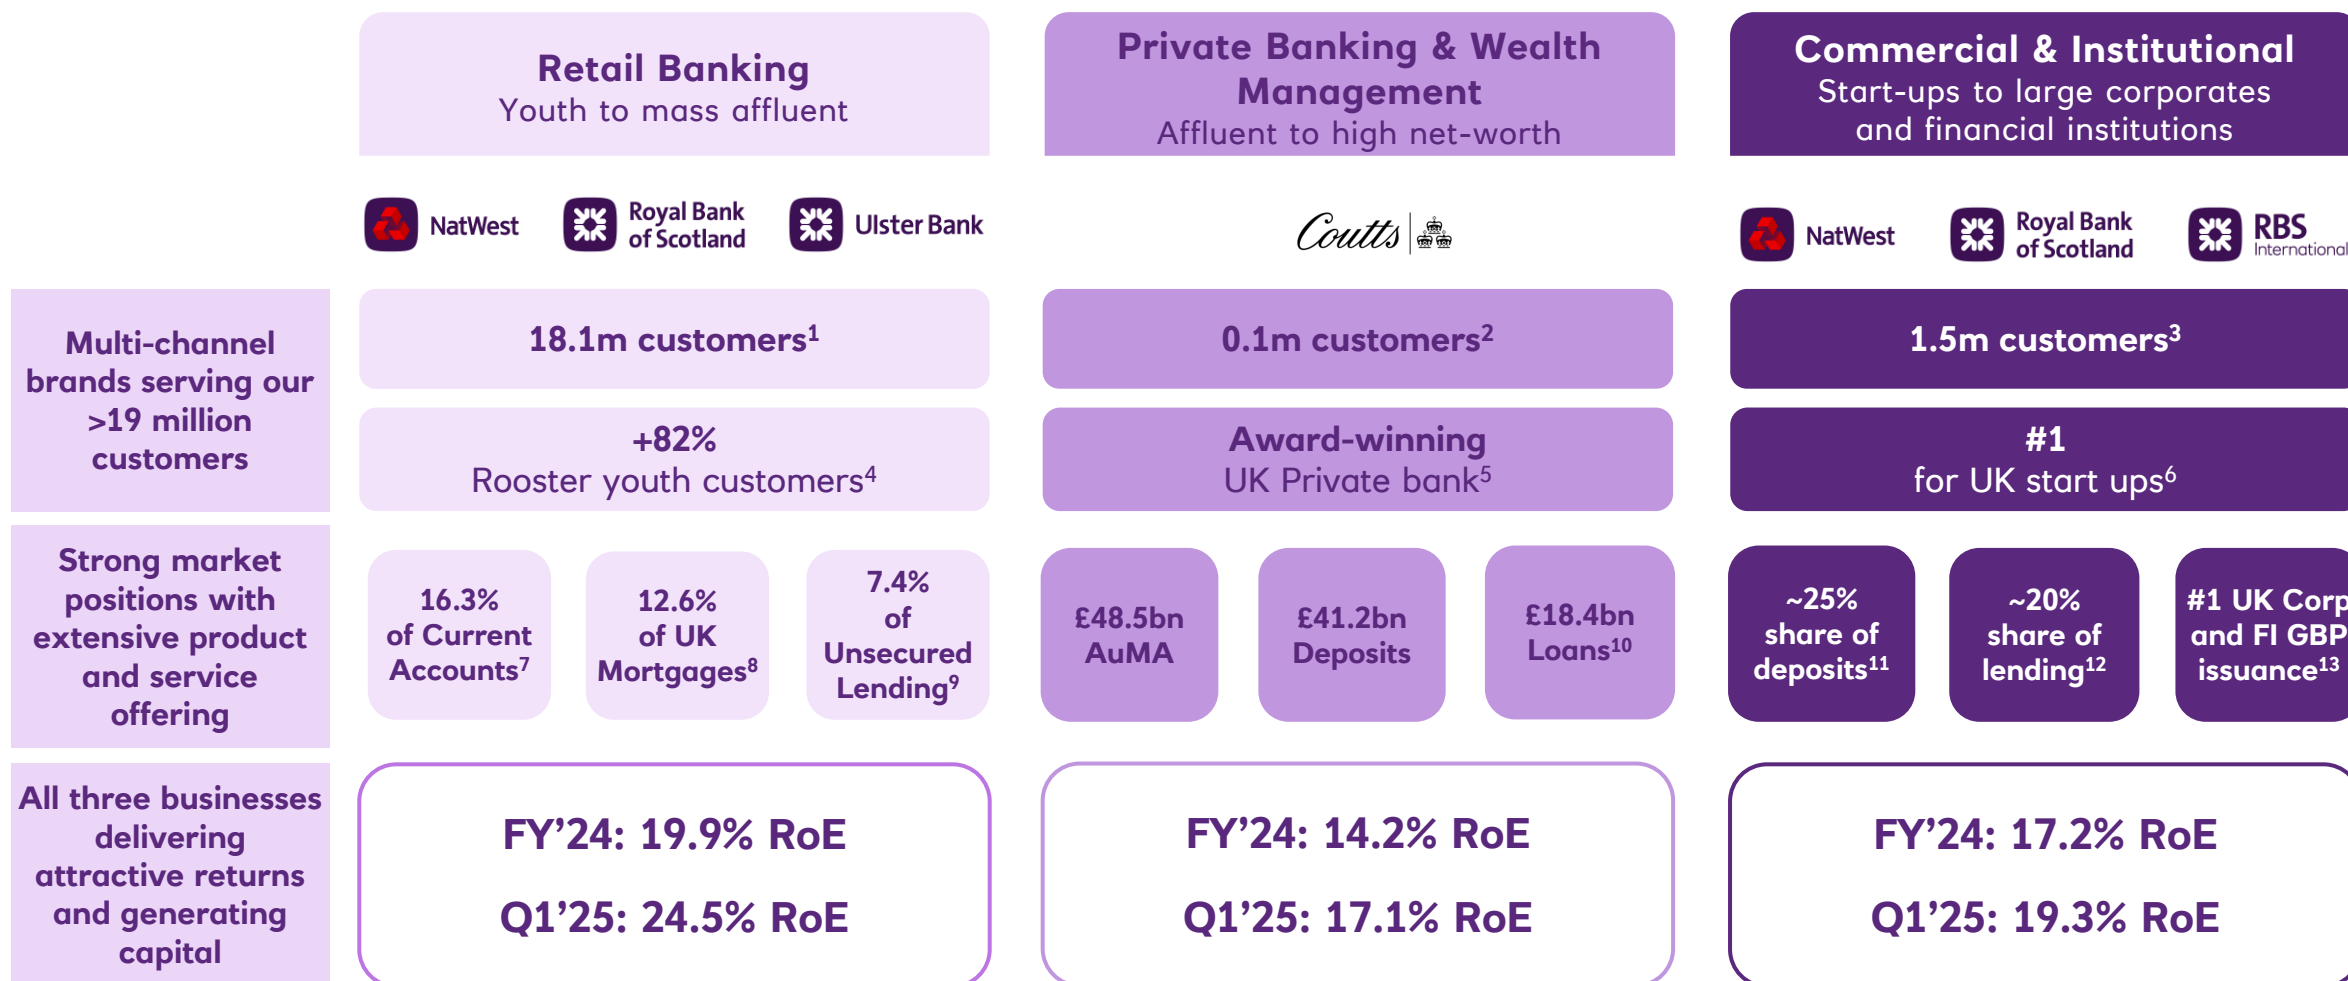 Retail Banking
Youth to mass affluent
Private Banking & Wealth
Management
Affluent to high net-worth
Commercial & Institutional
Start-ups to large corporates
and financial institutions
NatWest
Royal Bank
of Scotland
Ulster Bank
Coutts
NatWest
Royal Bank
of Scotland
RBS
International
Multi-channel
brands serving our
>19 million
customers
18.1m customers¹
0.1m customers²
1.5m customers³
+82%
Rooster youth customers⁴
Award-winning
UK Private bank⁵
#1
for UK start ups⁶
Strong market
positions with
extensive product
and service
offering
16.3%
of Current
Accounts⁷
12.6%
of UK
Mortgages⁸
7.4%
of
Unsecured
Lending⁹
£48.5bn
AuMA
£41.2bn
Deposits
£18.4bn
Loans¹⁰
~25%
share of
deposits¹¹
~20%
share of
lending¹²
#1 UK Corp
and FI GBP
issuance¹³
All three businesses
delivering
attractive returns
and generating
capital
FY’24: 19.9% RoE
Q1’25: 24.5% RoE
FY’24: 14.2% RoE
Q1’25: 17.1% RoE
FY’24: 17.2% RoE
Q1’25: 19.3% RoE